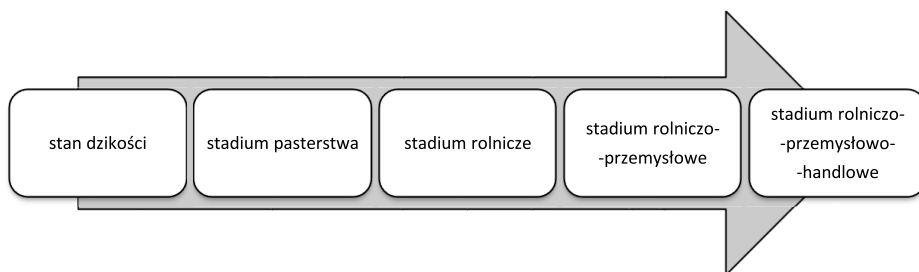 stan dzikości
stadium pasterstwa
stadium rolnicze
stadium rolniczo-
-przemysłowe
stadium rolniczo-
-przemysłowo-
-handlowe